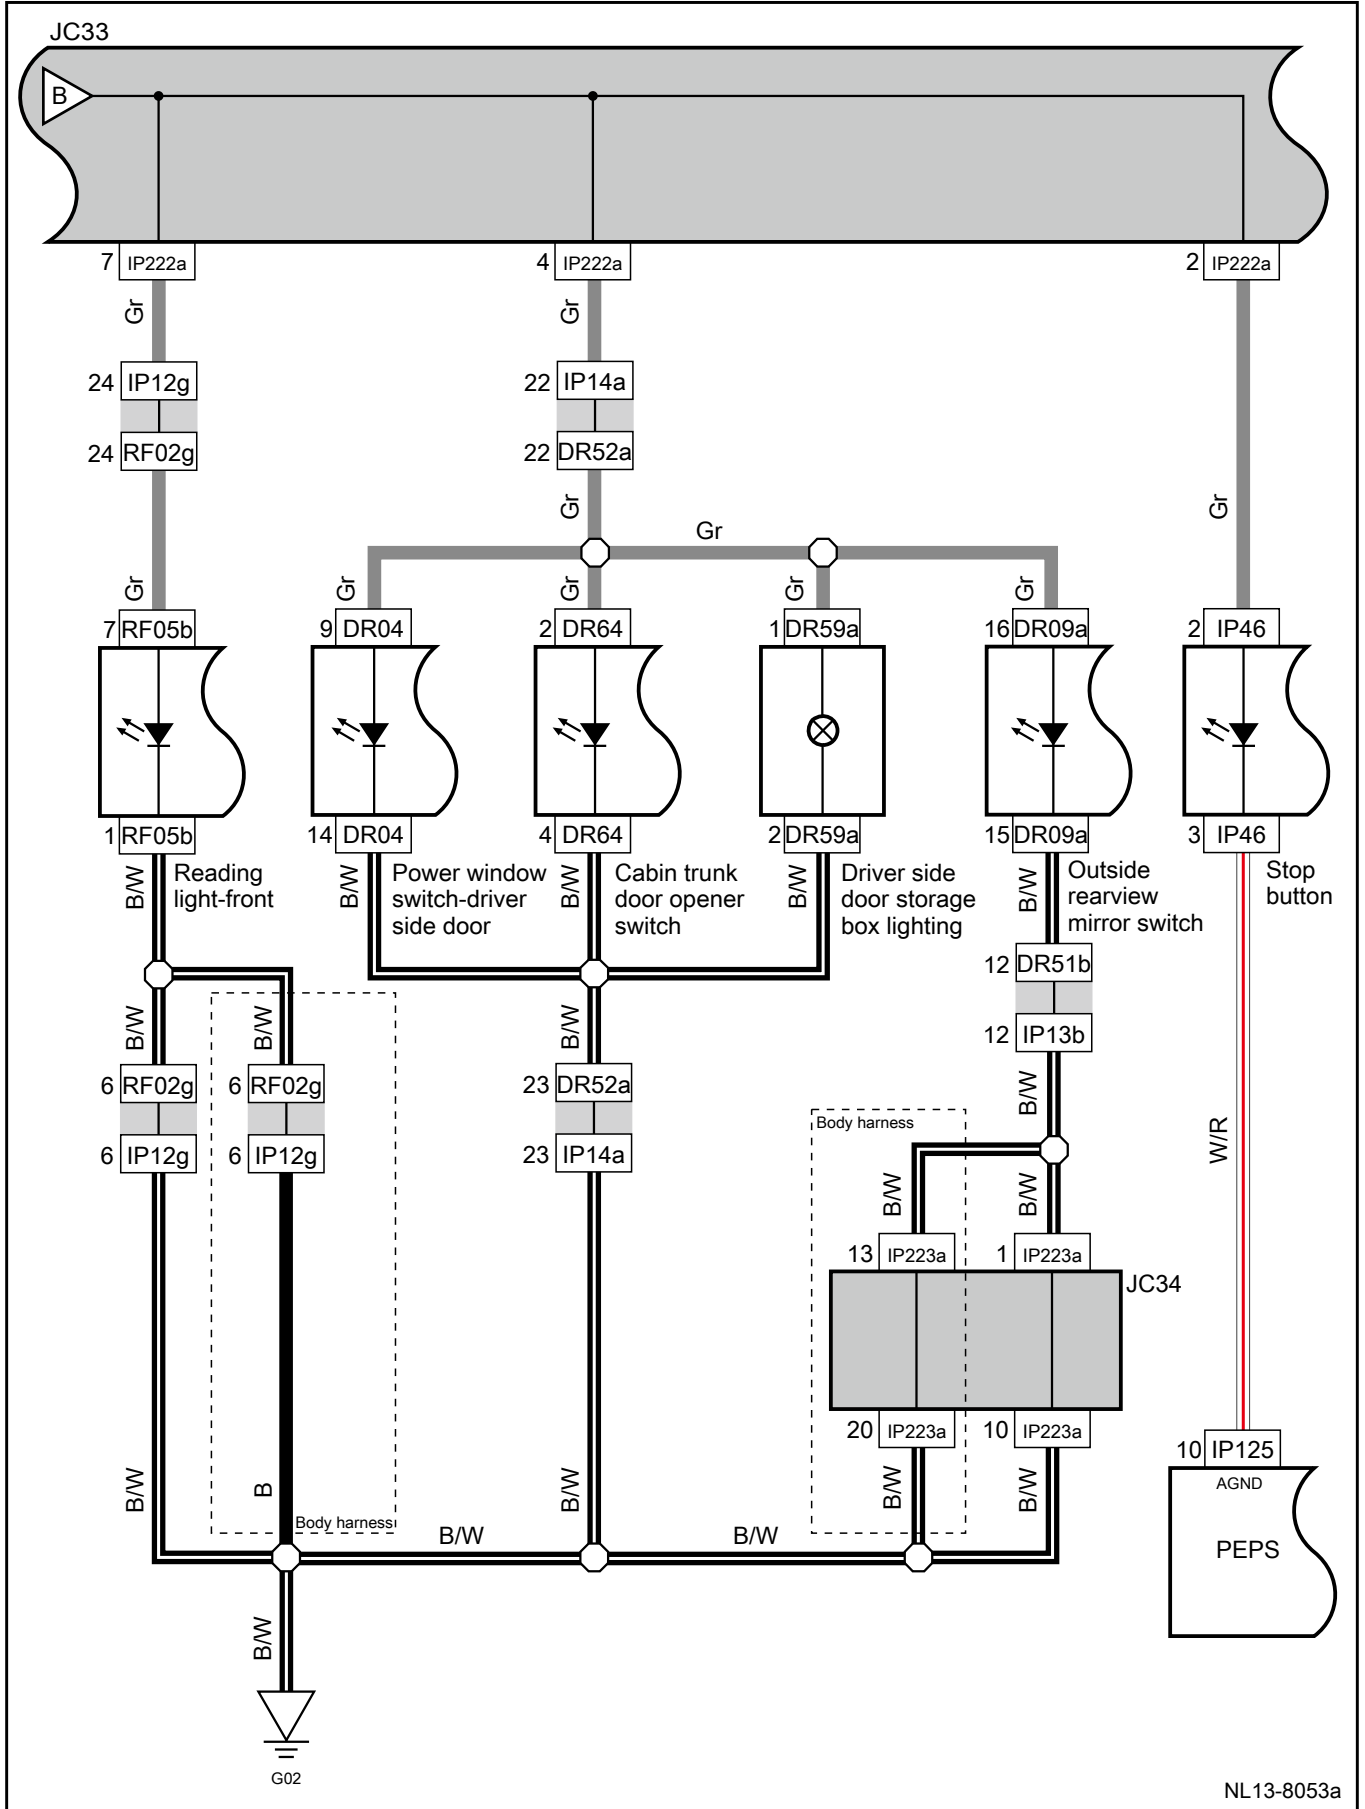 JC33
B
7 IP222a
4 IP222a
2 IP222a
Gr
Gr
24 IP12g
22 IP14a
24 RF02g
22 DR52a
Gr
Gr
Gr
Gr
Gr
Gr
Gr
Gr
7 RF05b
9 DR04
2 DR64
1 DR59a
16 DR09a
2 IP46
1 RF05b
14 DR04
4 DR64
2 DR59a
15 DR09a
3 IP46
B/W
Reading
light-front
B/W
Power window
switch-driver
side door
B/W
Cabin trunk
door opener
switch
B/W
Driver side
door storage
box lighting
B/W
Outside
rearview
mirror switch
Stop
button
12 DR51b
12 IP13b
B/W
B/W
B/W
B/W
6 RF02g
6 RF02g
23 DR52a
6 IP12g
6 IP12g
23 IP14a
Body harness
W/R
B/W
B/W
13 IP223a
1 IP223a
JC34
20 IP223a
10 IP223a
10 IP125
AGND
PEPS
B/W
B
B/W
B/W
B/W
Body harness
B/W
B/W
B/W
G02
NL13-8053a